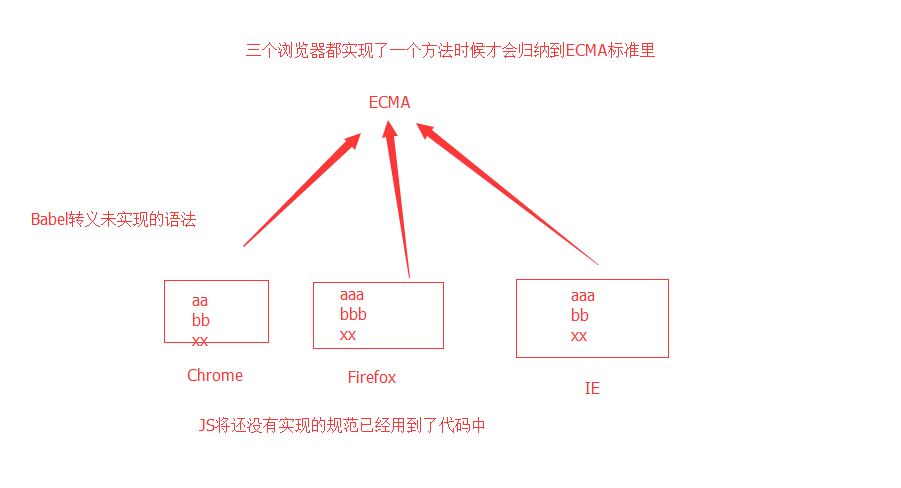 三个浏览器都实现了一个方法时候才会归纳到ECMA标准里
ECMA
Babel转义未实现的语法
aa
bb
xx
Chrome
aaa
bbb
xx
Firefox
aaa
bb
xx
IE
JS将还没有实现的规范已经用到了代码中